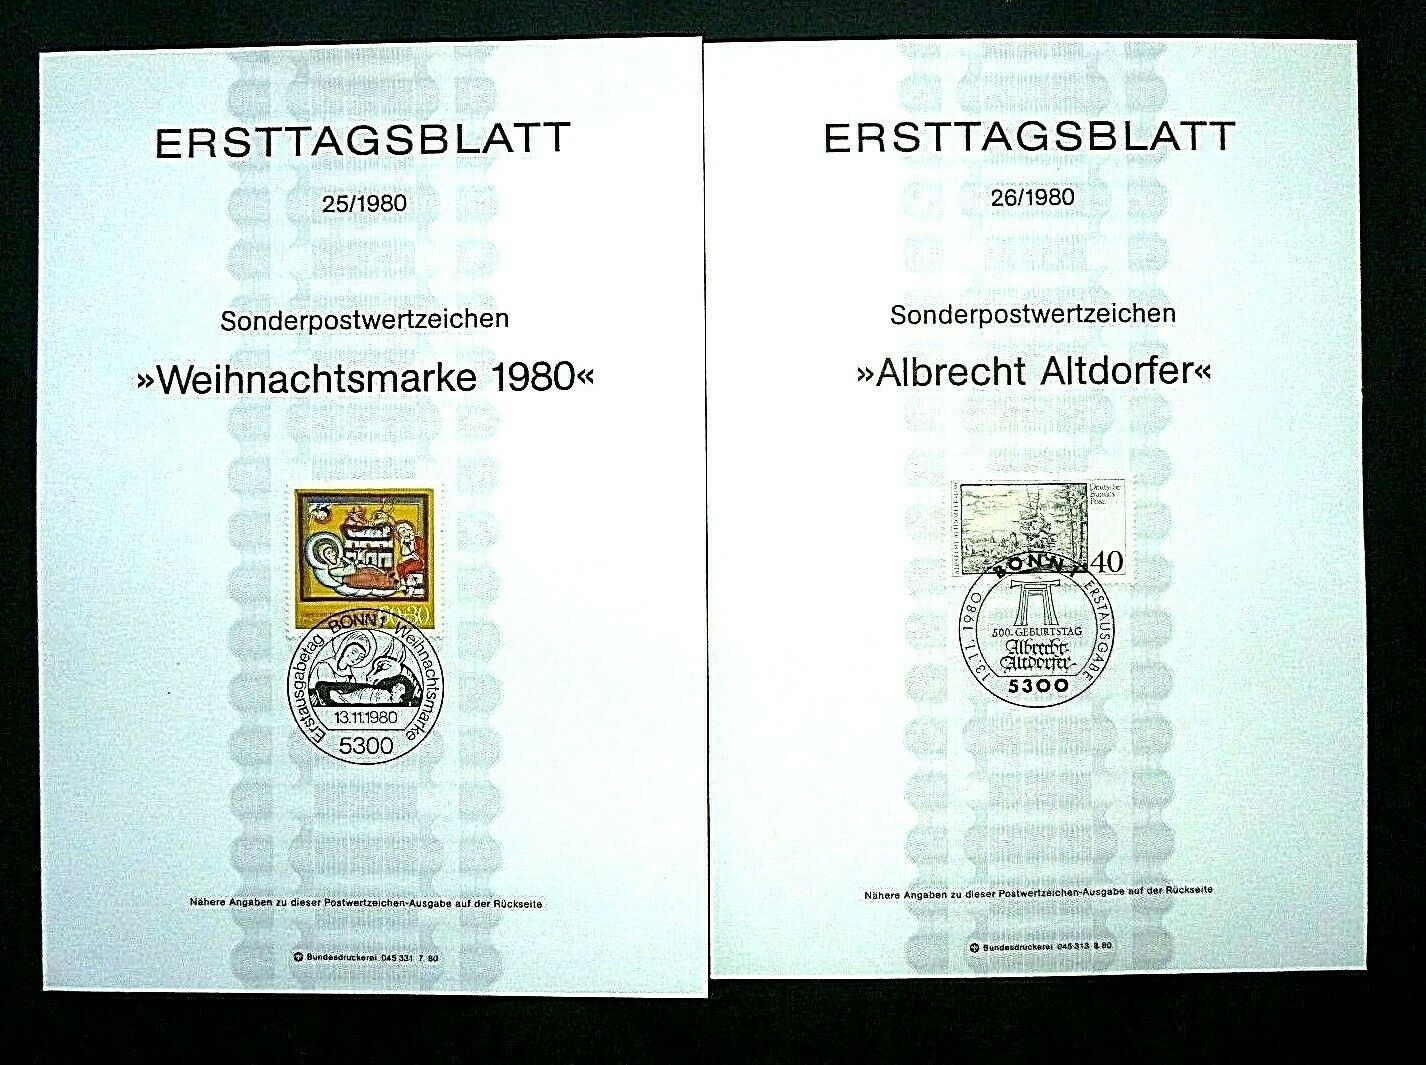 ERSTTAGSBLATT
25/1980
Sonderpostwertzeichen
»Weihnachtsmarke 1980«
30
Erstausgabetag BONN 1 Weihnachtsmarke
13.11.1980
5300
Nähere Angaben zu dieser Postwertzeichen-Ausgabe auf der Rückseite
Bundesdruckerei 045 331 7. 80
ERSTTAGSBLATT
26/1980
Sonderpostwertzeichen
»Albrecht Altdorfer«
Deutsche
Bundes
Post
40
13.11.1980 BONN 1 ERSTAUSGABE
500. GEBURTSTAG
Albrecht-
Altdorfer-
5300
Nähere Angaben zu dieser Postwertzeichen-Ausgabe auf der Rückseite
Bundesdruckerei 045 313 8.80